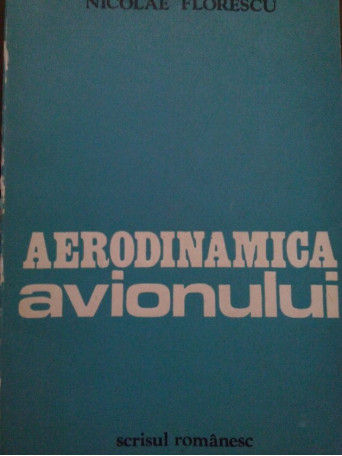 NICOLAE FLORESCU
AERODINAMICA
avionului
scrisul românesc